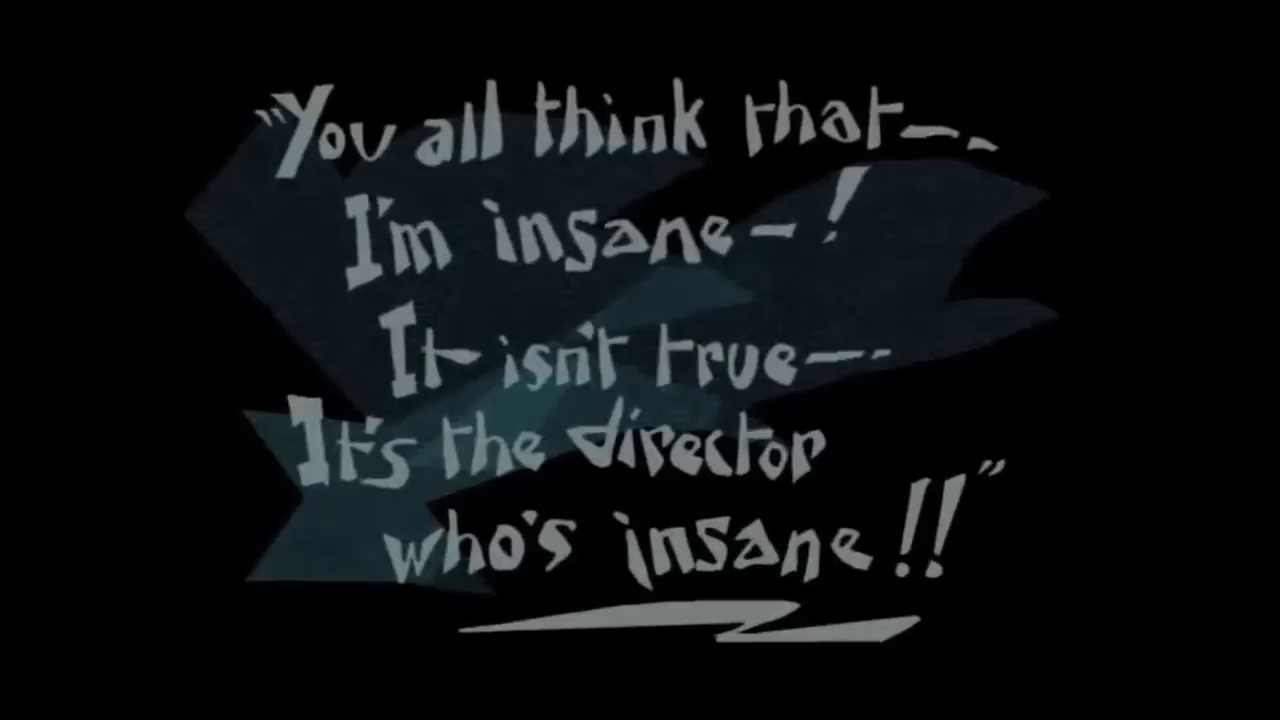 "You all think that—-
I'm insane—!
It isn't true—-
It's the director
who's insane!!"